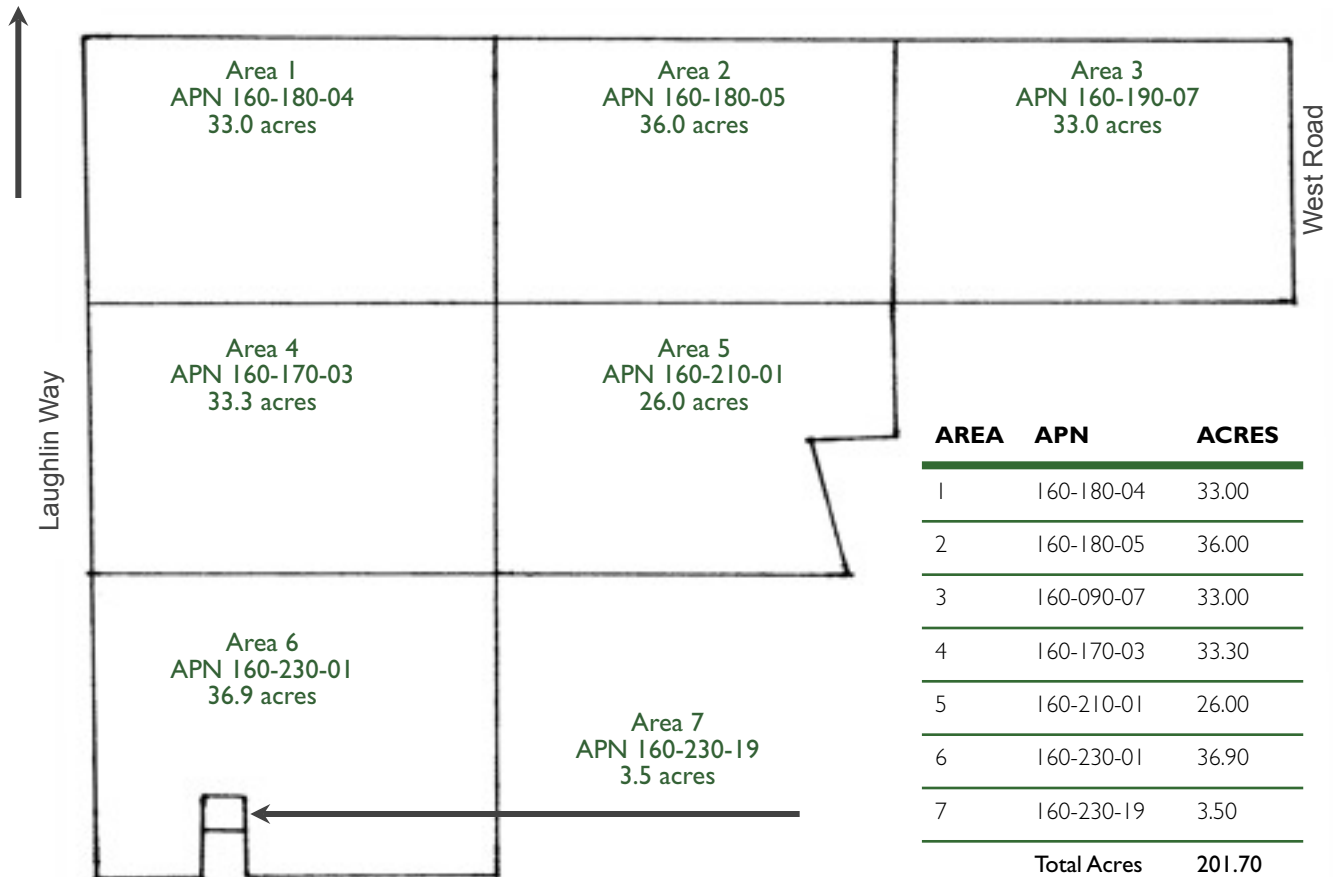 Area 1
APN 160-180-04
33.0 acres
Area 2
APN 160-180-05
36.0 acres
Area 3
APN 160-190-07
33.0 acres
West Road
Laughlin Way
Area 4
APN 160-170-03
33.3 acres
Area 5
APN 160-210-01
26.0 acres
Area 6
APN 160-230-01
36.9 acres
Area 7
APN 160-230-19
3.5 acres
AREA APN ACRES
1 160-180-04 33.00
2 160-180-05 36.00
3 160-090-07 33.00
4 160-170-03 33.30
5 160-210-01 26.00
6 160-230-01 36.90
7 160-230-19 3.50
Total Acres 201.70